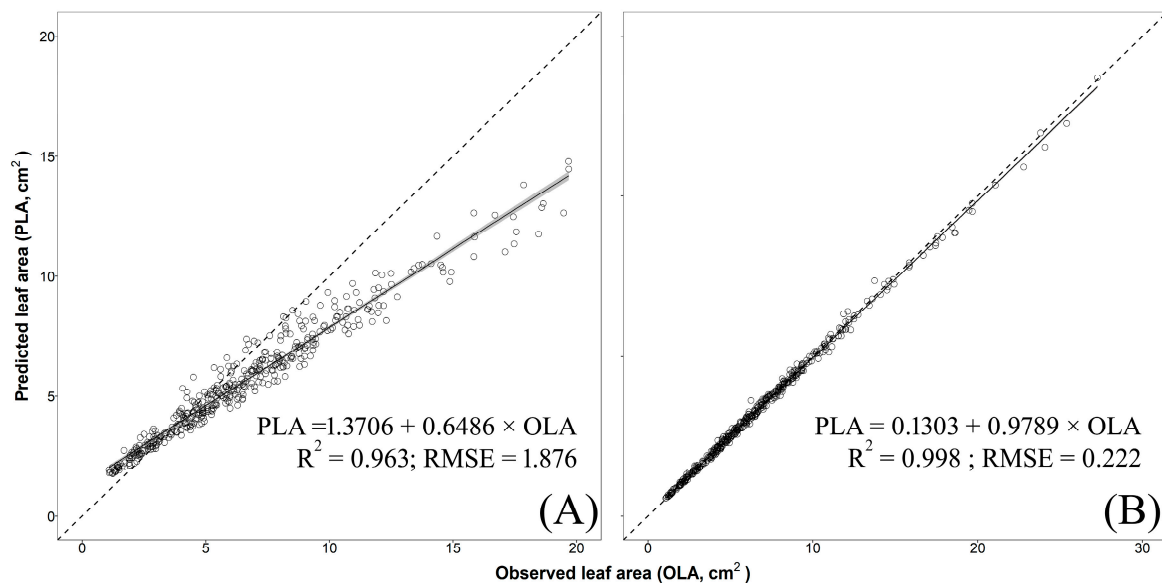 20
15
10
5
0
Predicted leaf area (PLA, cm²)
PLA =1.3706 + 0.6486 × OLA
R² = 0.963; RMSE = 1.876
(A)
0 5 10 15 20
PLA = 0.1303 + 0.9789 × OLA
R² = 0.998 ; RMSE = 0.222
(B)
0 10 20 30
Observed leaf area (OLA, cm²)